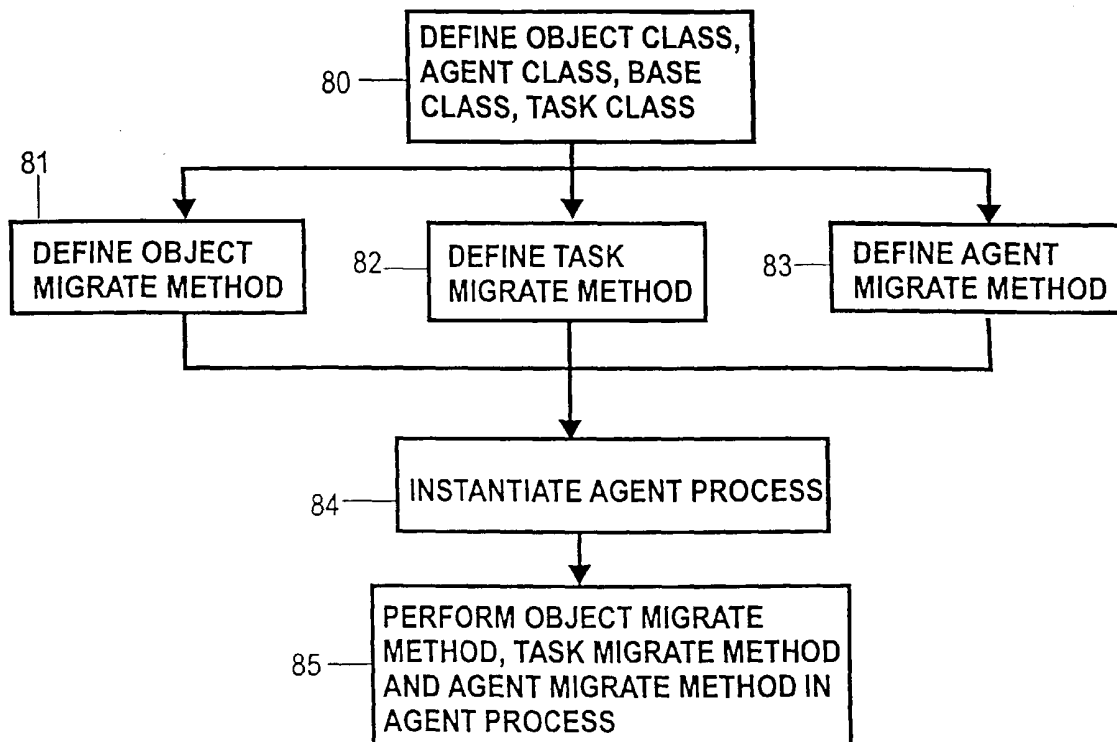 80
DEFINE OBJECT CLASS,
AGENT CLASS, BASE
CLASS, TASK CLASS
81
DEFINE OBJECT
MIGRATE METHOD
82
DEFINE TASK
MIGRATE METHOD
83
DEFINE AGENT
MIGRATE METHOD
84
INSTANTIATE AGENT PROCESS
85
PERFORM OBJECT MIGRATE
METHOD, TASK MIGRATE METHOD
AND AGENT MIGRATE METHOD IN
AGENT PROCESS